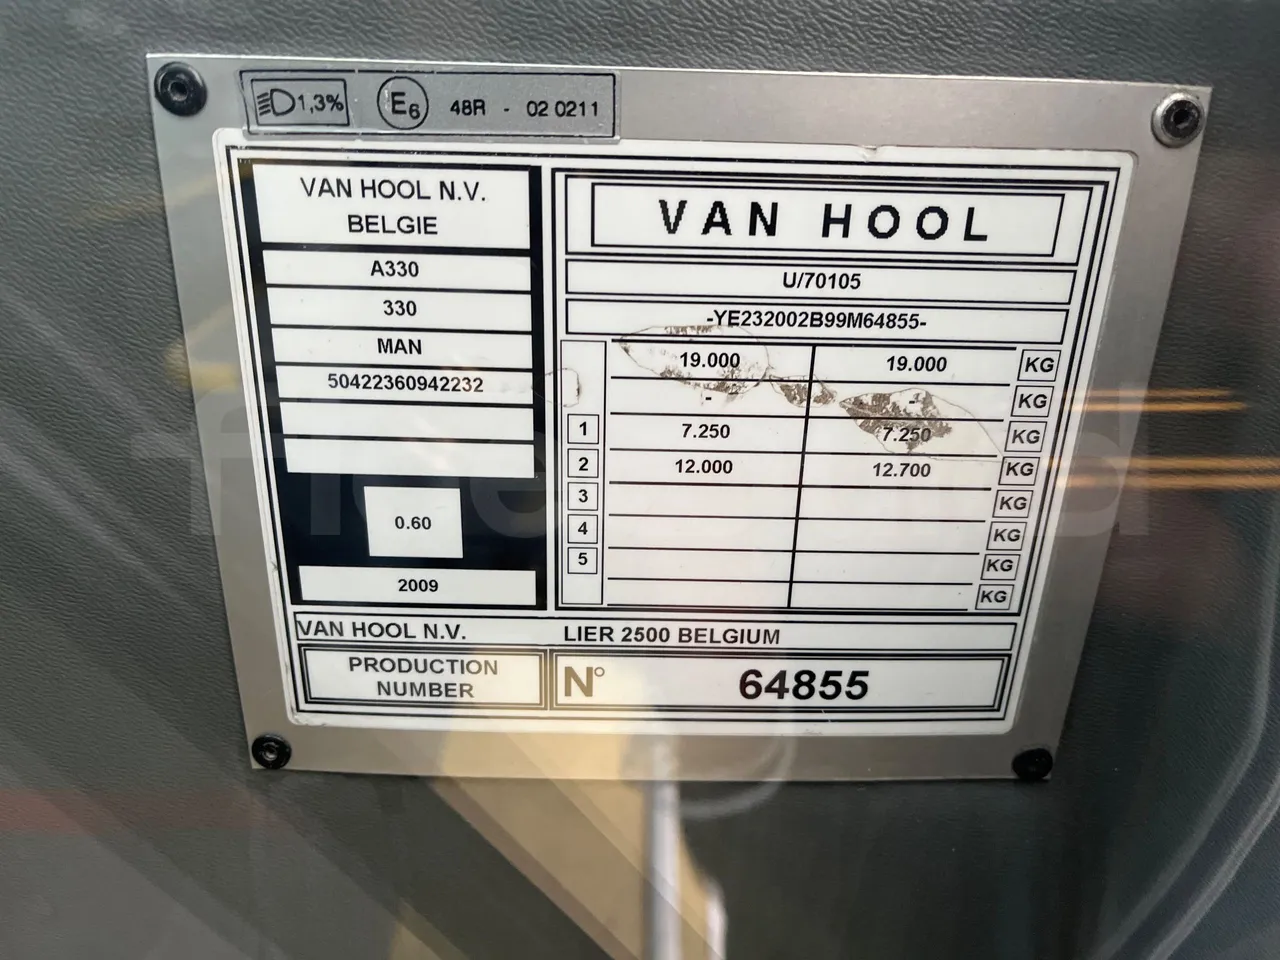 1,3% E6 48R - 02 0211
VAN HOOL N.V.
BELGIE
A330
330
MAN
50422360942232
0.60
2009
VAN HOOL
U/70105
-YE232002B99M64855-
19.000 19.000 KG
- - KG
1 7.250 7.250 KG
2 12.000 12.700 KG
3 KG
4 KG
5 KG
KG
VAN HOOL N.V. LIER 2500 BELGIUM
PRODUCTION
NUMBER
N° 64855